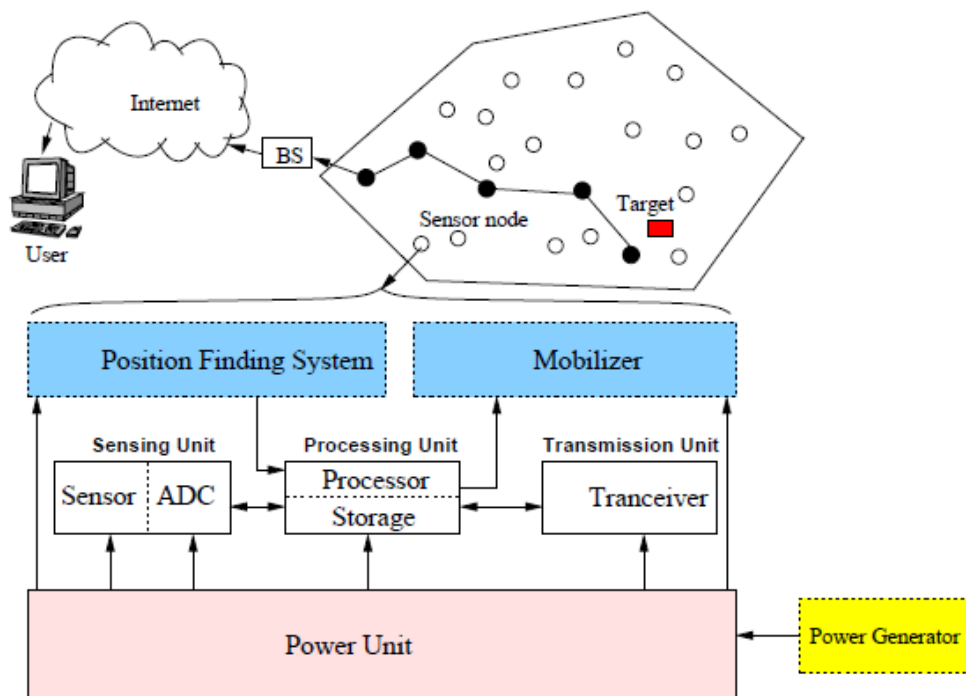 Internet
BS
User
Target
Sensor node
Position Finding System
Mobilizer
Sensing Unit
Processing Unit
Transmission Unit
Sensor
ADC
Processor
Storage
Tranceiver
Power Unit
Power Generator